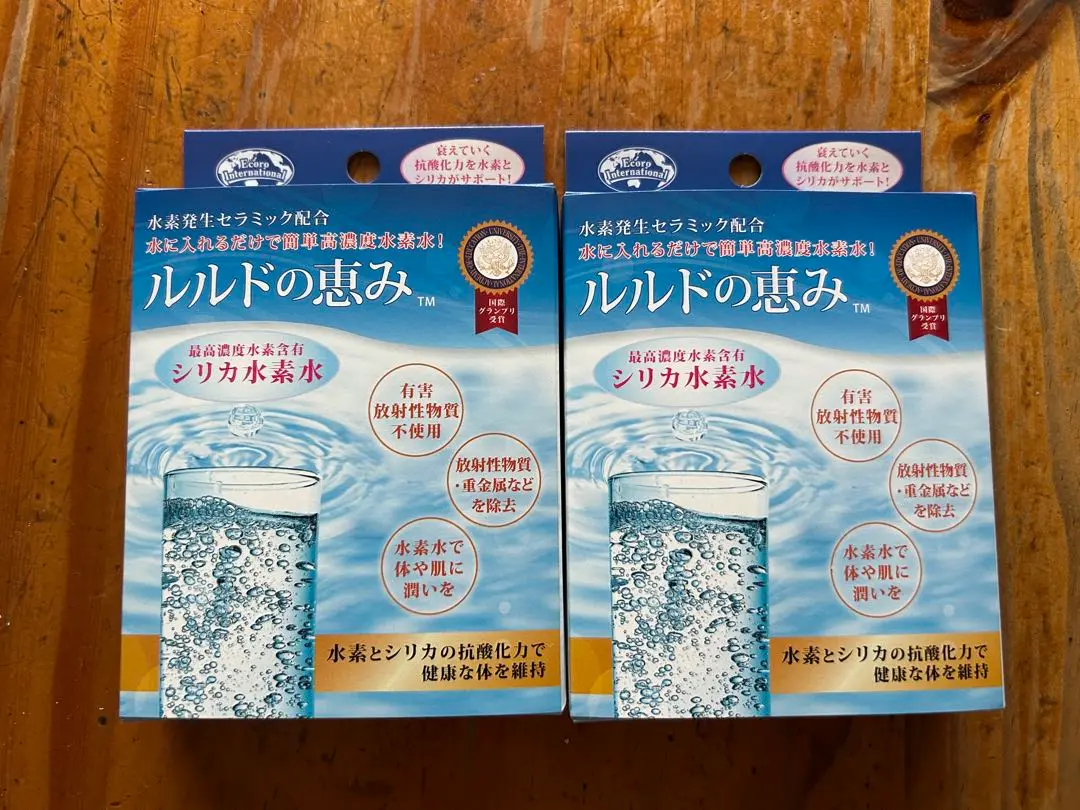 Ecorp
International
衰えていく
抗酸化力を水素と
シリカがサポート!
水素発生セラミック配合
水に入れるだけで簡単高濃度水素水!
ルルドの恵み™
国際
グランプリ
受賞
最高濃度水素含有
シリカ水素水
有害
放射性物質
不使用
放射性物質
・重金属など
を除去
水素水で
体や肌に
潤いを
水素とシリカの抗酸化力で
健康な体を維持
Ecorp
International
衰えていく
抗酸化力を水素と
シリカがサポート!
水素発生セラミック配合
水に入れるだけで簡単高濃度水素水!
ルルドの恵み™
国際
グランプリ
受賞
最高濃度水素含有
シリカ水素水
有害
放射性物質
不使用
放射性物質
・重金属など
を除去
水素水で
体や肌に
潤いを
水素とシリカの抗酸化力で
健康な体を維持